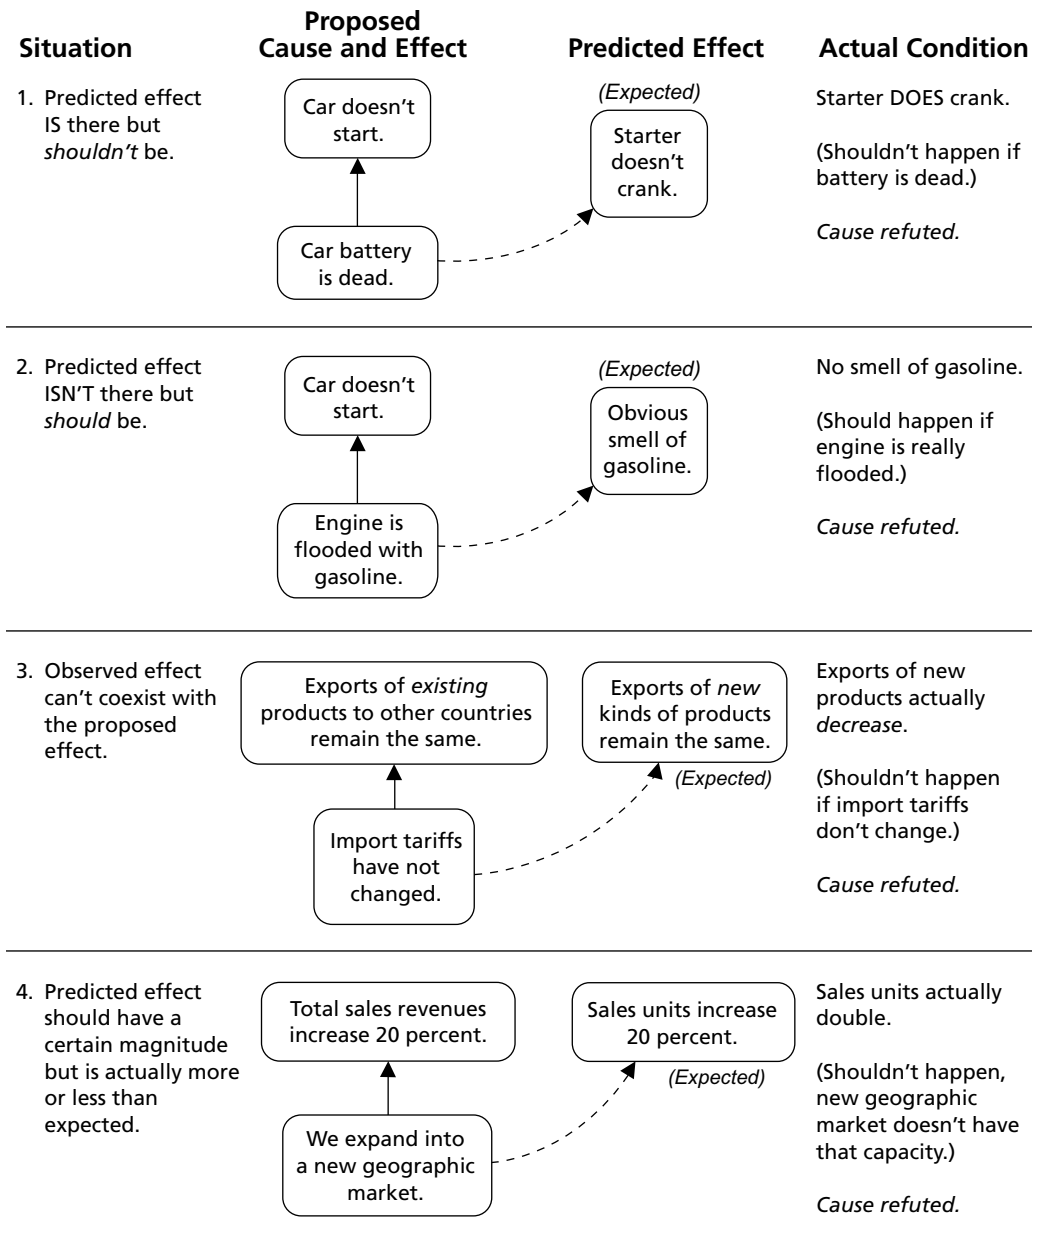 Situation
Proposed
Cause and Effect
Predicted Effect
Actual Condition
1. Predicted effect
IS there but
shouldn't be.
Car doesn't
start.
Car battery
is dead.
(Expected)
Starter
doesn't
crank.
Starter DOES crank.
(Shouldn't happen if
battery is dead.)
Cause refuted.
2. Predicted effect
ISN'T there but
should be.
Car doesn't
start.
Engine is
flooded with
gasoline.
(Expected)
Obvious
smell of
gasoline.
No smell of gasoline.
(Should happen if
engine is really
flooded.)
Cause refuted.
3. Observed effect
can't coexist with
the proposed
effect.
Exports of existing
products to other countries
remain the same.
Import tariffs
have not
changed.
Exports of new
kinds of products
remain the same.
(Expected)
Exports of new
products actually
decrease.
(Shouldn't happen
if import tariffs
don't change.)
Cause refuted.
4. Predicted effect
should have a
certain magnitude
but is actually more
or less than
expected.
Total sales revenues
increase 20 percent.
We expand into
a new geographic
market.
Sales units increase
20 percent.
(Expected)
Sales units actually
double.
(Shouldn't happen,
new geographic
market doesn't have
that capacity.)
Cause refuted.